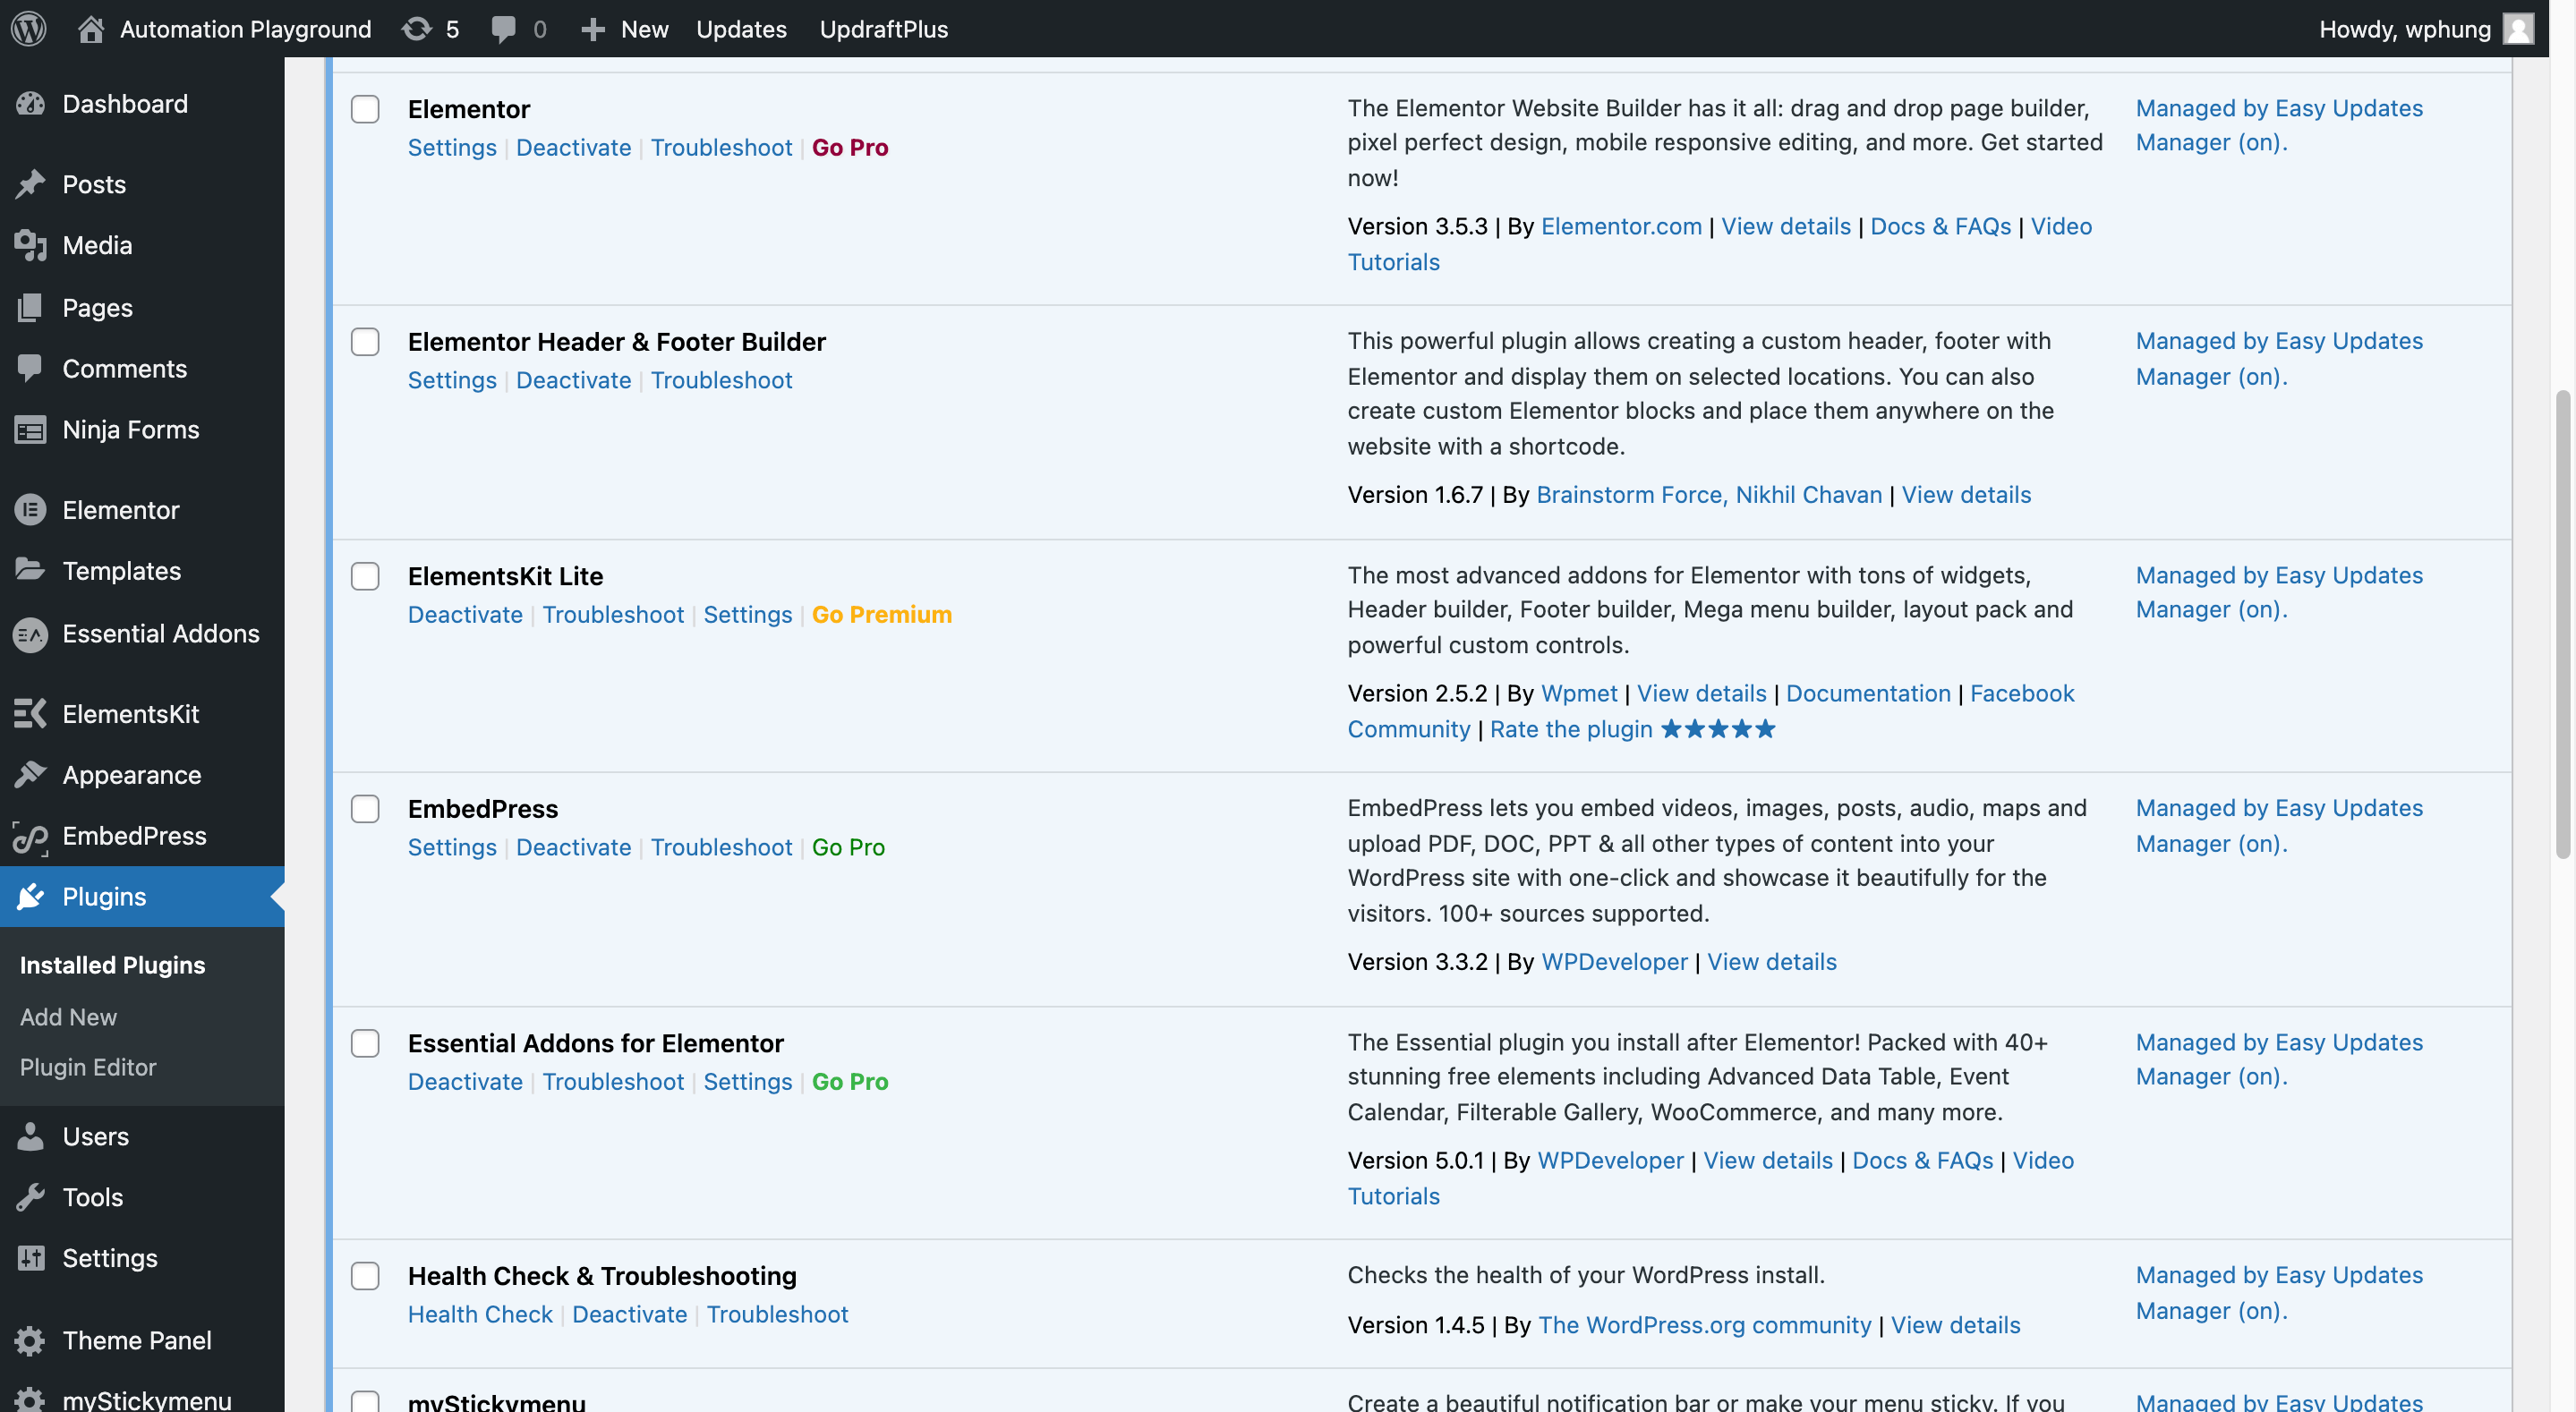 Automation Playground 5 0 New Updates UpdraftPlus Howdy, wphung
Dashboard
Posts
Media
Pages
Comments
Ninja Forms
Elementor
Templates
Essential Addons
ElementsKit
Appearance
EmbedPress
Plugins
Installed Plugins
Add New
Plugin Editor
Users
Tools
Settings
Theme Panel
myStickymenu
Elementor
Settings | Deactivate | Troubleshoot | Go Pro
The Elementor Website Builder has it all: drag and drop page builder,
pixel perfect design, mobile responsive editing, and more. Get started
now!
Version 3.5.3 | By Elementor.com | View details | Docs & FAQs | Video
Tutorials
Managed by Easy Updates
Manager (on).
Elementor Header & Footer Builder
Settings | Deactivate | Troubleshoot
This powerful plugin allows creating a custom header, footer with
Elementor and display them on selected locations. You can also
create custom Elementor blocks and place them anywhere on the
website with a shortcode.
Version 1.6.7 | By Brainstorm Force, Nikhil Chavan | View details
Managed by Easy Updates
Manager (on).
ElementsKit Lite
Deactivate | Troubleshoot | Settings | Go Premium
The most advanced addons for Elementor with tons of widgets,
Header builder, Footer builder, Mega menu builder, layout pack and
powerful custom controls.
Version 2.5.2 | By Wpmet | View details | Documentation | Facebook
Community | Rate the plugin ★★★★★
Managed by Easy Updates
Manager (on).
EmbedPress
Settings | Deactivate | Troubleshoot | Go Pro
EmbedPress lets you embed videos, images, posts, audio, maps and
upload PDF, DOC, PPT & all other types of content into your
WordPress site with one-click and showcase it beautifully for the
visitors. 100+ sources supported.
Version 3.3.2 | By WPDeveloper | View details
Managed by Easy Updates
Manager (on).
Essential Addons for Elementor
Deactivate | Troubleshoot | Settings | Go Pro
The Essential plugin you install after Elementor! Packed with 40+
stunning free elements including Advanced Data Table, Event
Calendar, Filterable Gallery, WooCommerce, and many more.
Version 5.0.1 | By WPDeveloper | View details | Docs & FAQs | Video
Tutorials
Managed by Easy Updates
Manager (on).
Health Check & Troubleshooting
Health Check | Deactivate | Troubleshoot
Checks the health of your WordPress install.
Version 1.4.5 | By The WordPress.org community | View details
Managed by Easy Updates
Manager (on).
myStickymenu
Create a beautiful notification bar or make your menu sticky. If you
Managed by Easy Updates